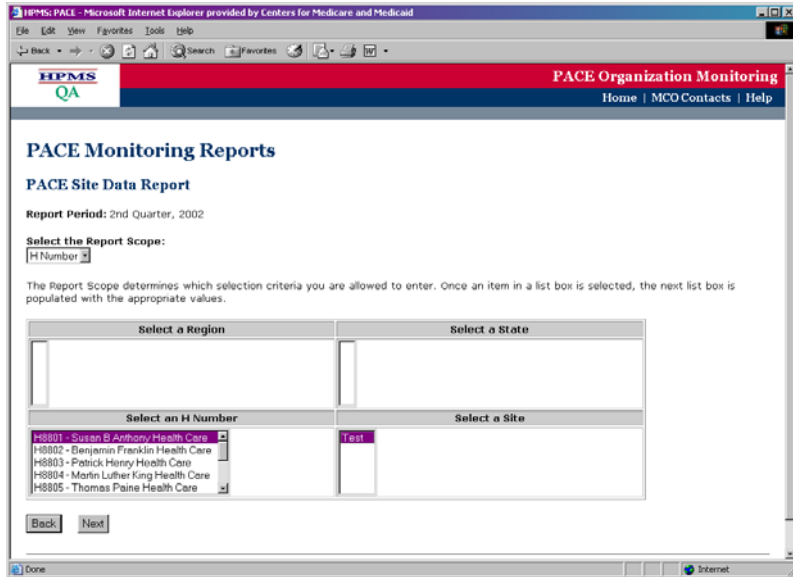 HPMS: PACE - Microsoft Internet Explorer provided by Centers for Medicare and Medicaid
File Edit View Favorites Tools Help
Back Search Favorites
HPMS
QA
PACE Organization Monitoring
Home | MCO Contacts | Help
PACE Monitoring Reports
PACE Site Data Report
Report Period: 2nd Quarter, 2002
Select the Report Scope:
H Number
The Report Scope determines which selection criteria you are allowed to enter. Once an item in a list box is selected, the next list box is
populated with the appropriate values.
Select a Region Select a State
Select an H Number Select a Site
H8801 - Susan B Anthony Health Care Test
H8802 - Benjamin Franklin Health Care
H8803 - Patrick Henry Health Care
H8804 - Martin Luther King Health Care
H8805 - Thomas Paine Health Care
Back Next
Done Internet